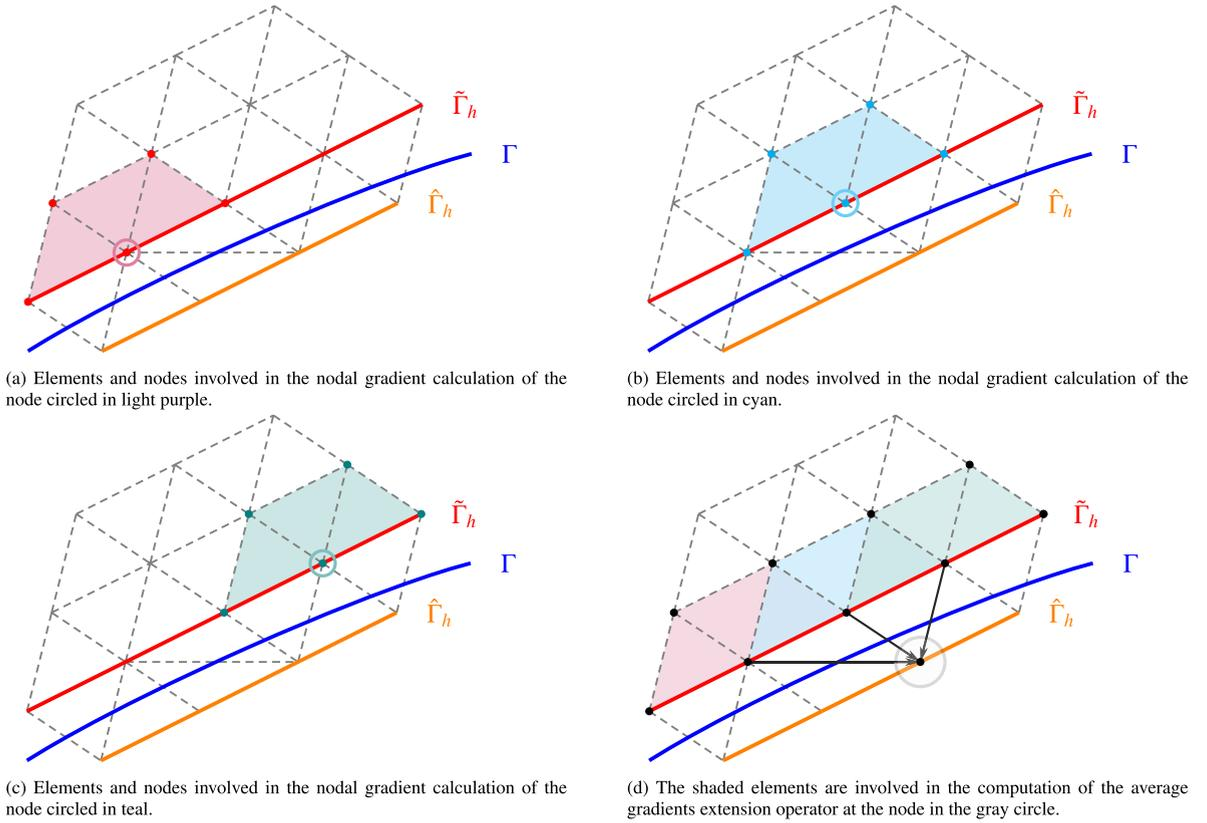 Γ̃h
Γ
Γ̂h
(a) Elements and nodes involved in the nodal gradient calculation of the
node circled in light purple.
Γ̃h
Γ
Γ̂h
(b) Elements and nodes involved in the nodal gradient calculation of the
node circled in cyan.
Γ̃h
Γ
Γ̂h
(c) Elements and nodes involved in the nodal gradient calculation of the
node circled in teal.
Γ̃h
Γ
Γ̂h
(d) The shaded elements are involved in the computation of the average
gradients extension operator at the node in the gray circle.